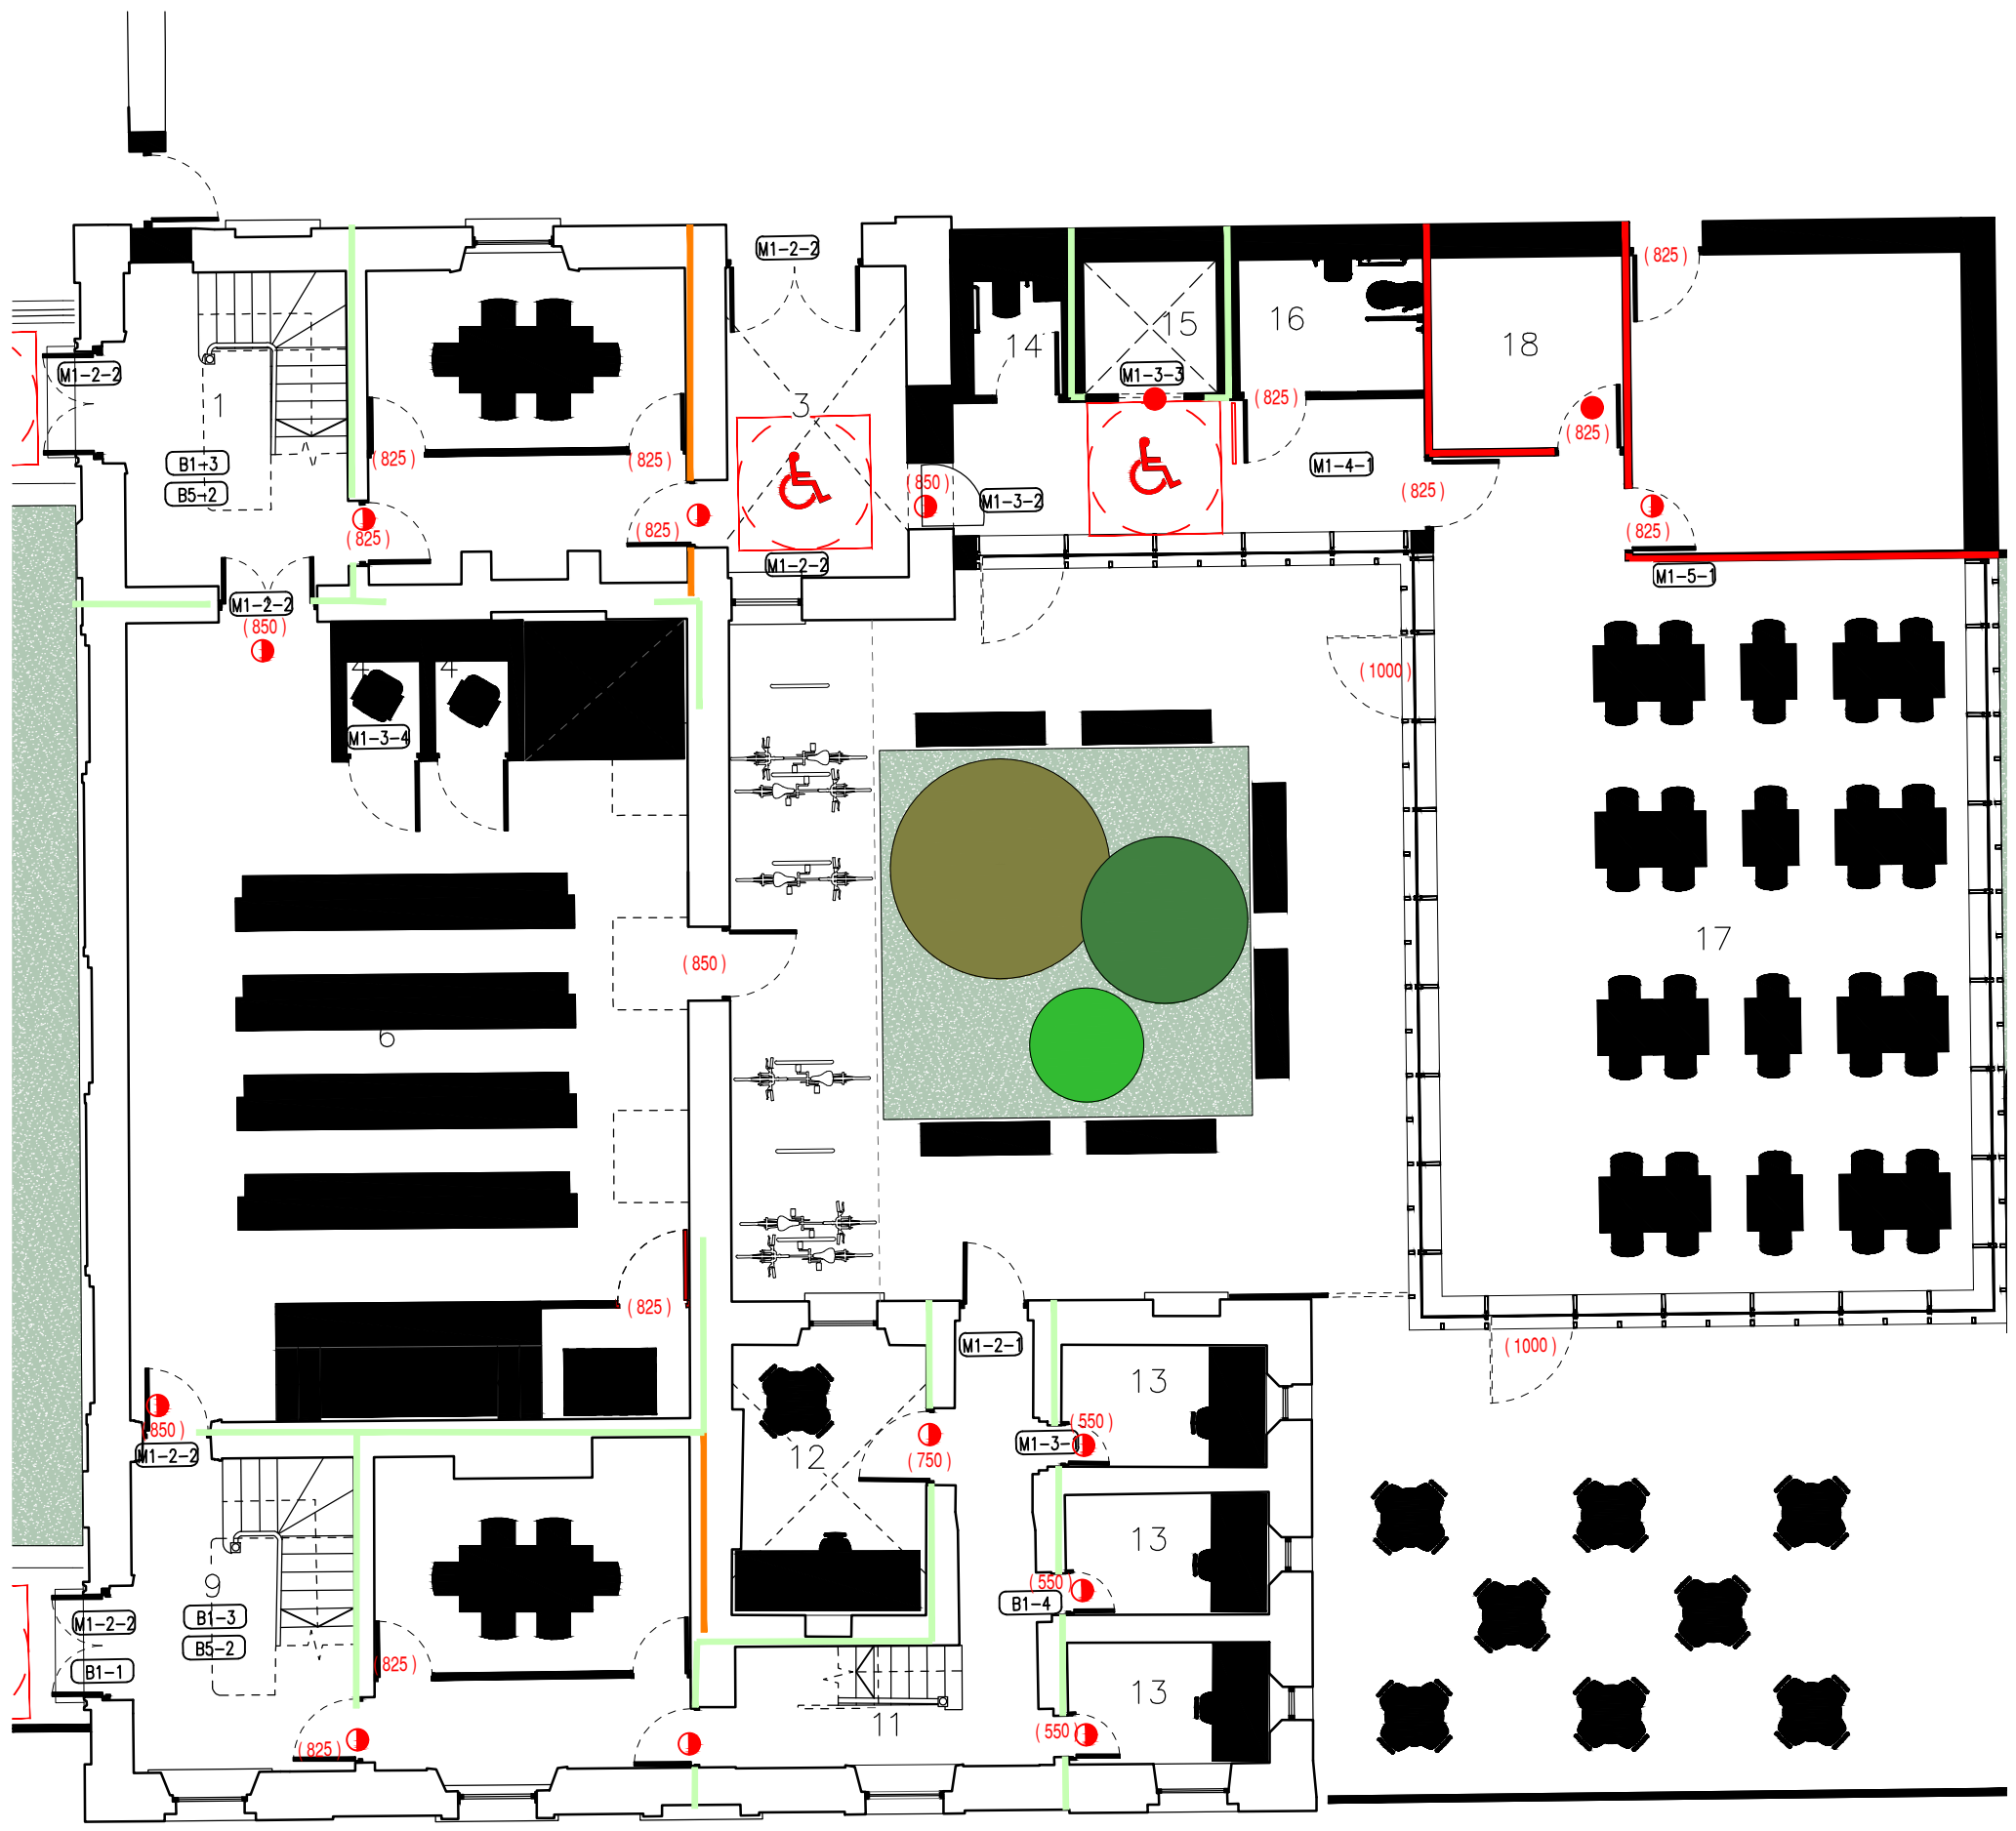 M1-2-2
( 825 )
M1-2-2
1
3
14
15
16
18
M1-3-3
( 825 )
( 825 )
B1-3
B5-2
( 825 )
( 825 )
M1-4-1
( 850 )
M1-3-2
( 825 )
( 825 )
( 825 )
( 825 )
M1-2-2
M1-5-1
M1-2-2
( 850 )
4
4
( 1000 )
M1-3-4
17
( 850 )
6
( 825 )
M1-2-1
( 1000 )
13
( 550 )
( 850 )
M1-2-2
12
( 750 )
M1-3-1
13
( 550 )
9
B1-4
B1-3
M1-2-2
B5-2
B1-1
( 825 )
13
11
( 550 )
( 825 )